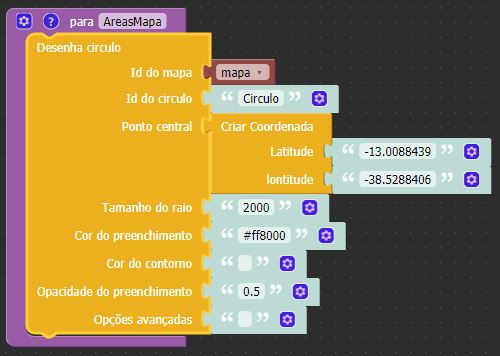 ? para AreasMapa
Desenha circulo
Id do mapa mapa
Id do circulo “ Circulo ”
Ponto central Criar Coordenada
Latitude “ -13.0088439 ”
lontitude “ -38.5288406 ”
Tamanho do raio “ 2000 ”
Cor do preenchimento “ #ff8000 ”
Cor do contorno “ ”
Opacidade do preenchimento “ 0.5 ”
Opções avançadas “ ”